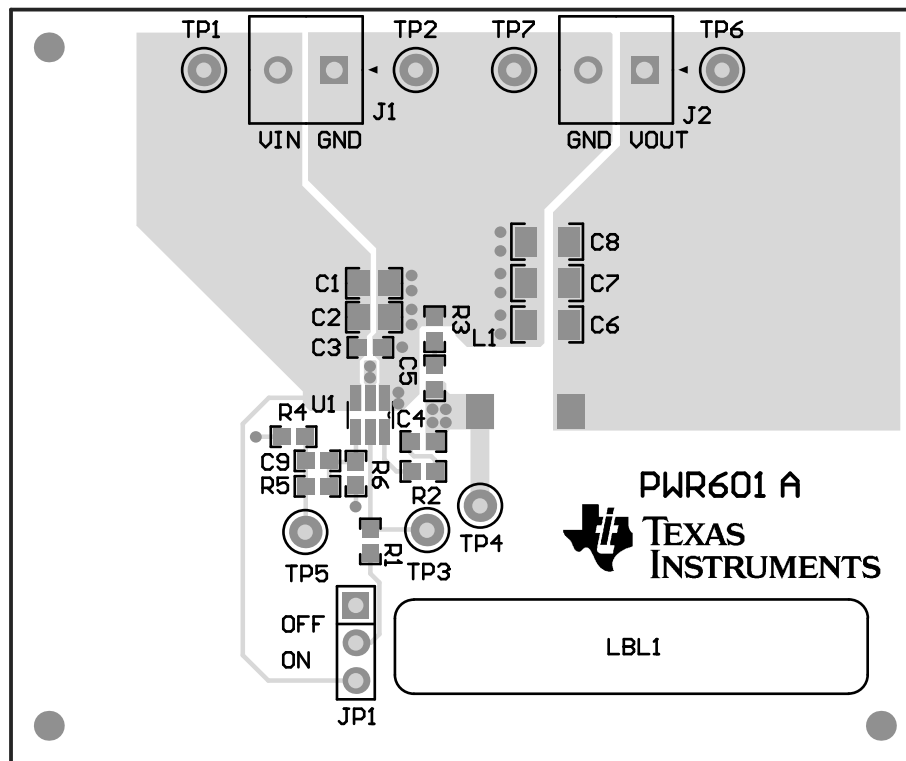 TP1
TP2
TP7
TP6
J1
J2
VIN GND
GND VOUT
C8
C1
C7
C2
R3
C6
L1
C3
C5
U1
R4
C4
C9
R6
R5
R2
PWR601 A
TP4
TEXAS
INSTRUMENTS
R1
TP5
TP3
OFF
ON
LBL1
JP1